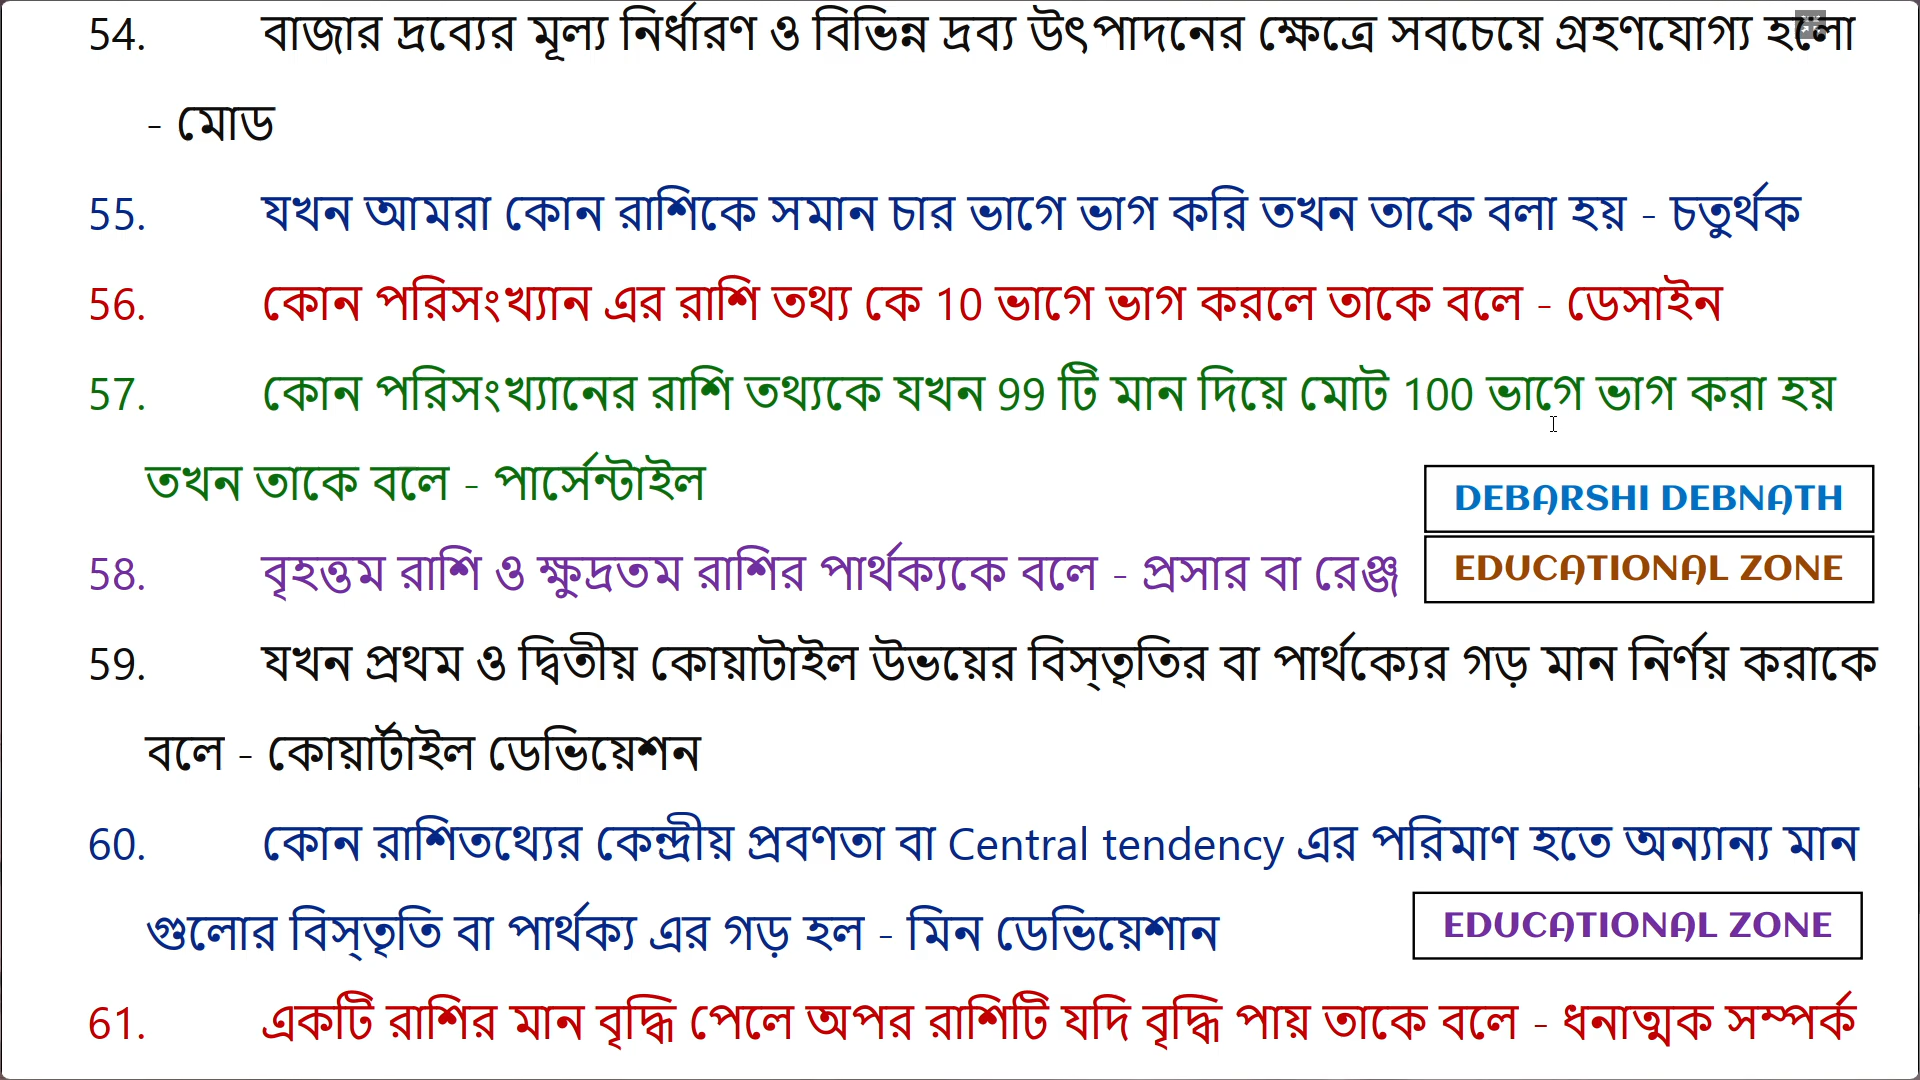 54. বাজার দ্রব্যের মূল্য নির্ধারণ ও বিভিন্ন দ্রব্য উৎপাদনের ক্ষেত্রে সবচেয়ে গ্রহণযোগ্য হলো
- মোড
55. যখন আমরা কোন রাশিকে সমান চার ভাগে ভাগ করি তখন তাকে বলা হয় - চতুর্থক
56. কোন পরিসংখ্যান এর রাশি তথ্য কে 10 ভাগে ভাগ করলে তাকে বলে - ডেসাইন
57. কোন পরিসংখ্যানের রাশি তথ্যকে যখন 99 টি মান দিয়ে মোট 100 ভাগে ভাগ করা হয়
তখন তাকে বলে - পার্সেন্টাইল
DEBARSHI DEBNATH
58. বৃহত্তম রাশি ও ক্ষুদ্রতম রাশির পার্থক্যকে বলে - প্রসার বা রেঞ্জ
EDUCATIONAL ZONE
59. যখন প্রথম ও দ্বিতীয় কোয়াটাইল উভয়ের বিস্তৃতির বা পার্থক্যের গড় মান নির্ণয় করাকে
বলে - কোয়ার্টাইল ডেভিয়েশন
60. কোন রাশিতথ্যের কেন্দ্রীয় প্রবণতা বা Central tendency এর পরিমাণ হতে অন্যান্য মান
গুলোর বিস্তৃতি বা পার্থক্য এর গড় হল - মিন ডেভিয়েশান
EDUCATIONAL ZONE
61. একটি রাশির মান বৃদ্ধি পেলে অপর রাশিটি যদি বৃদ্ধি পায় তাকে বলে - ধনাত্মক সম্পর্ক